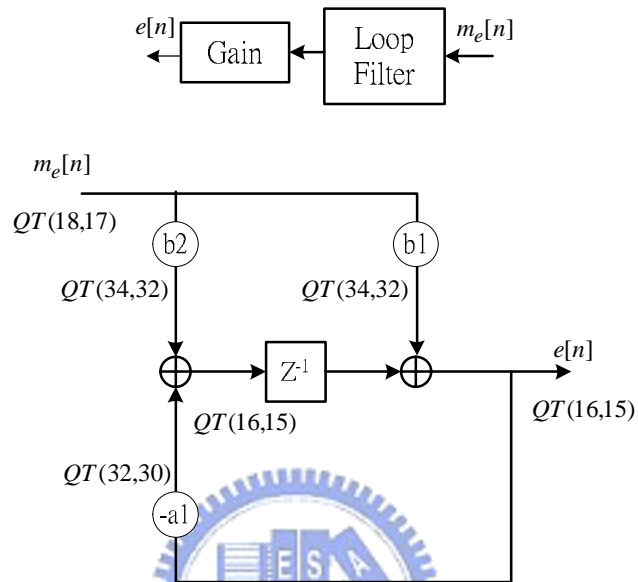 e[n]
Gain
Loop
Filter
m_e[n]
m_e[n]
QT(18,17)
b2
b1
QT(34,32)
QT(34,32)
Z⁻¹
e[n]
QT(16,15)
QT(16,15)
QT(32,30)
-a1
E S A